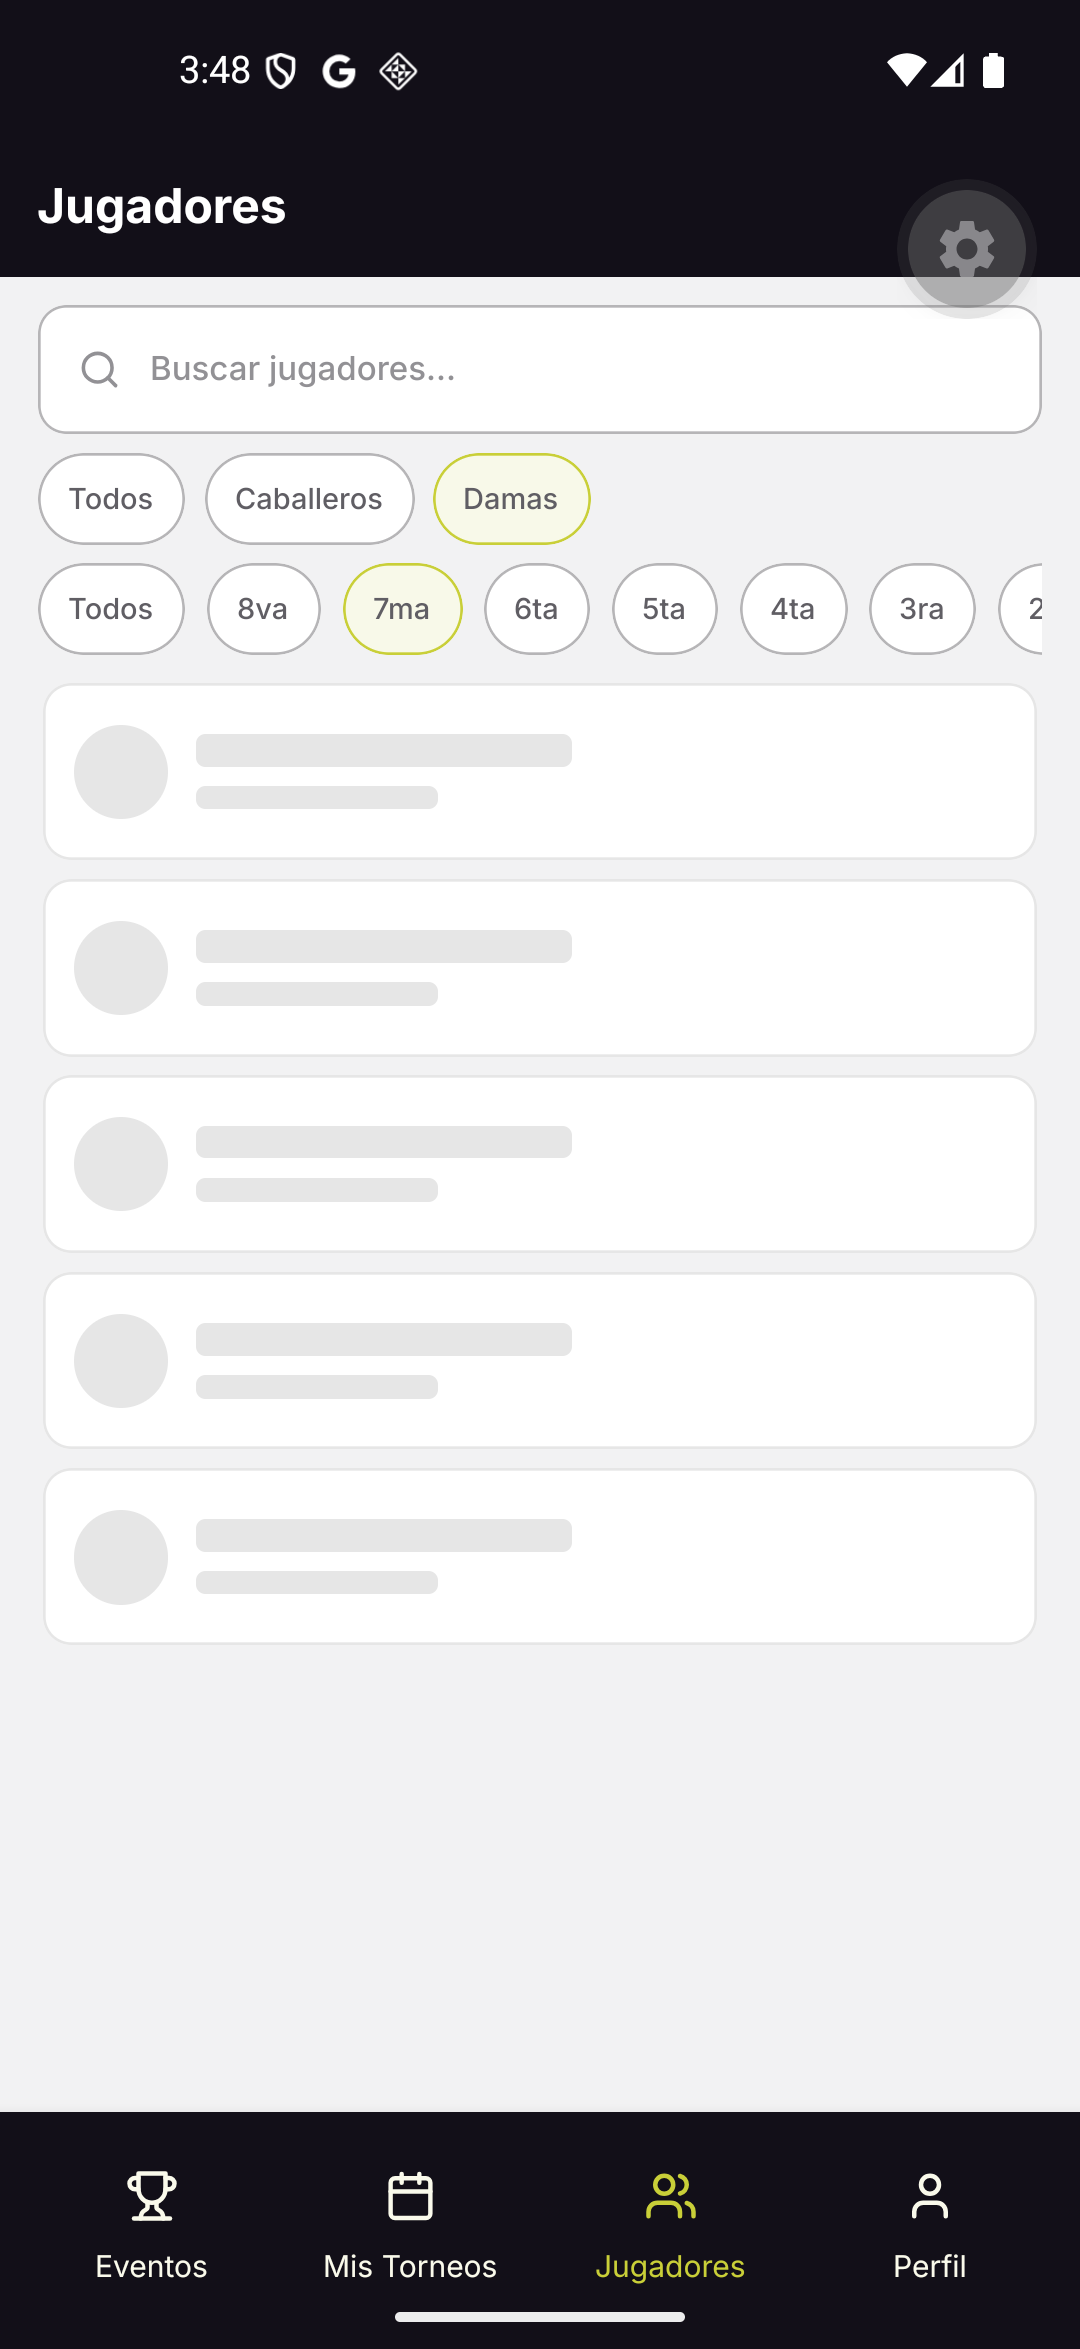 3:48
Jugadores
Buscar jugadores...
Todos Caballeros Damas
Todos 8va 7ma 6ta 5ta 4ta 3ra 2
Eventos Mis Torneos Jugadores Perfil